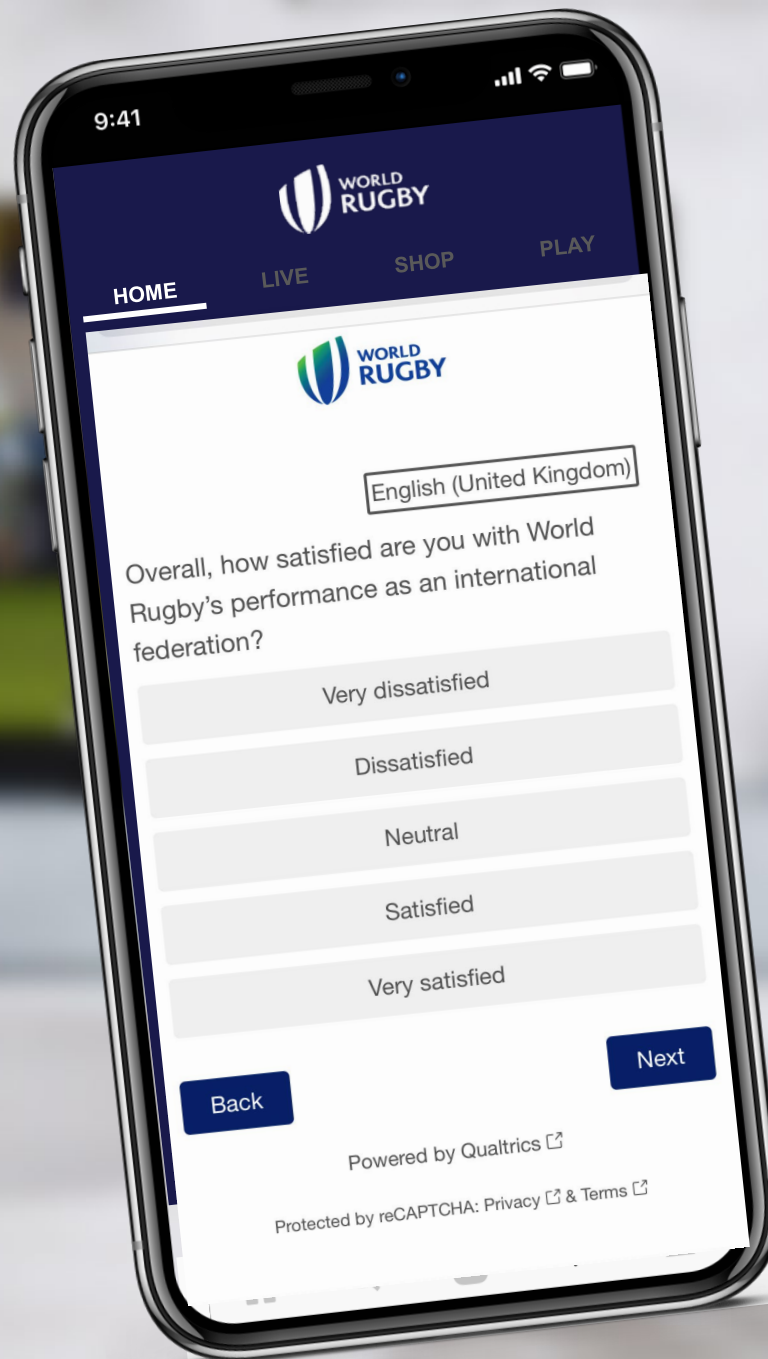 9:41
WORLD
RUGBY
HOME LIVE SHOP PLAY
WORLD
RUGBY
English (United Kingdom)
Overall, how satisfied are you with World
Rugby’s performance as an international
federation?
Very dissatisfied
Dissatisfied
Neutral
Satisfied
Very satisfied
Back Next
Powered by Qualtrics
Protected by reCAPTCHA: Privacy & Terms